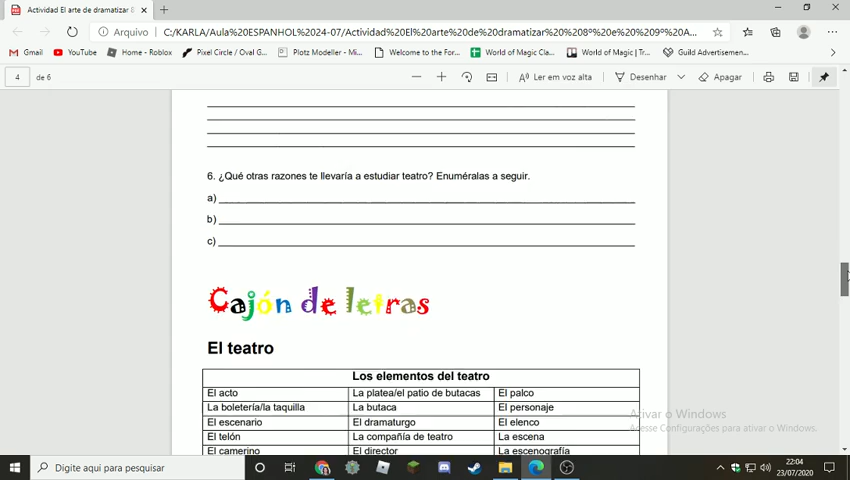 Actividad El arte de dramatizar 8
Arquivo | C:/KARLA/Aula%20ESPANHOL%202024-07/Actividad%20El%20arte%20de%20dramatizar%20%208º%20e%20%209º%20A...
Gmail YouTube Home - Roblox Pixel Circle / Oval G... Plotz Modeller - Mi... Welcome to the For... World of Magic Cla... World of Magic | Tr... Guild Advertisemen...
4 de 6 Ler em voz alta Desenhar Apagar
6. ¿Qué otras razones te llevaría a estudiar teatro? Enuméralas a seguir.
a)
b)
c)
Cajón de letras
El teatro
Los elementos del teatro
El acto La platea/el patio de butacas El palco
La boletería/la taquilla La butaca El personaje
El escenario El dramaturgo El elenco
El telón La compañía de teatro La escena
El camerino El director La escenografía
Ativar o Windows
Acesse Configurações para ativar o Windows.
Digite aqui para pesquisar
22:04
23/07/2020